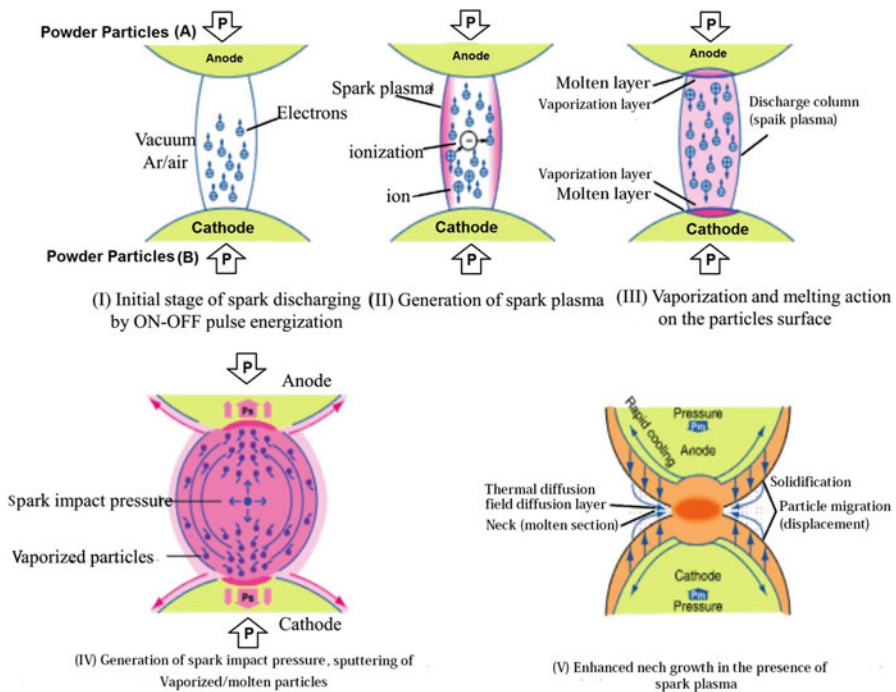 P
Powder Particles (A)
Anode
Electrons
Vacuum
Ar/air
Cathode
Powder Particles (B)
P
(I) Initial stage of spark discharging
by ON-OFF pulse energization
P
Anode
Spark plasma
ionization
ion
Cathode
P
(II) Generation of spark plasma
P
Anode
Molten layer
Vaporization layer
Discharge column
(spaik plasma)
Vaporization layer
Molten layer
Cathode
P
(III) Vaporization and melting action
on the particles surface
P
Anode
Ps
Spark impact pressure
Vaporized particles
Ps
Cathode
P
(IV) Generation of spark impact pressure, sputtering of
Vaporized/molten particles
Pressure
Pm
Anode
Rapid cooling
Thermal diffusion
field diffusion layer
Neck (molten section)
Solidification
Particle migration
(displacement)
Cathode
Pm
Pressure
(V) Enhanced nech growth in the presence of
spark plasma